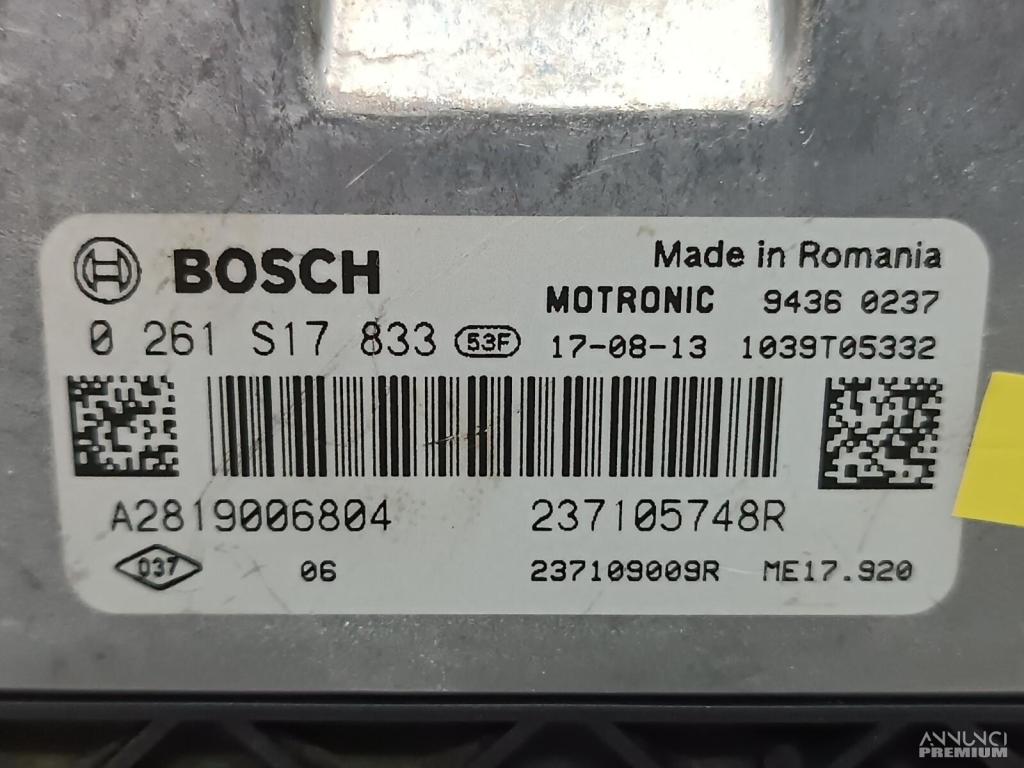 BOSCH
Made in Romania
MOTRONIC 9436 0237
0 261 S17 833 53F 17-08-13 1039T05332
A2819006804 237105748R
037 06 237109009R ME17.920
ANNUNCI
PREMIUM